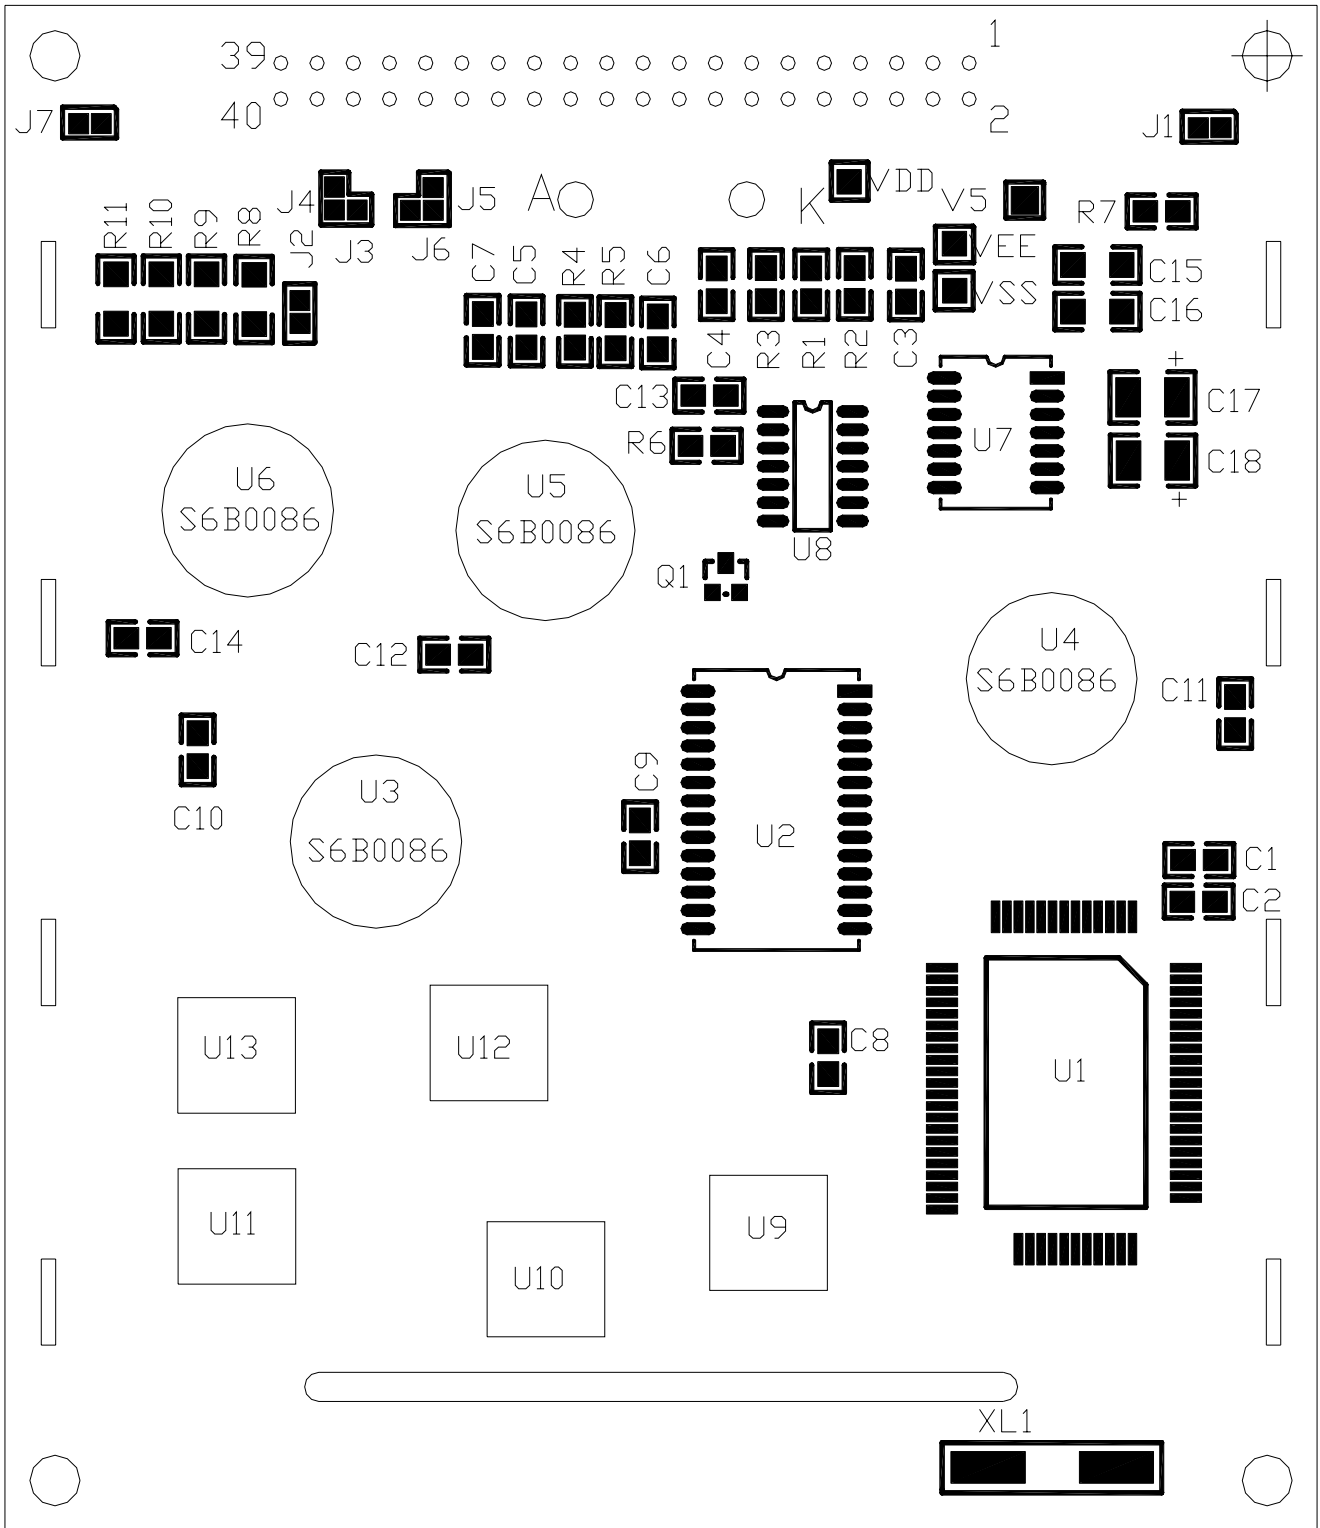 39
1
40
2
J7
J1
J4
J5
A
K
VDD
V5
R7
R11
R10
R9
R8
J2
J3
J6
C7
C5
R4
R5
C6
VEE
VSS
C15
C16
C4
R3
R1
R2
C3
+
C13
C17
R6
U7
C18
+
U6
S6B0086
U5
S6B0086
U8
Q1
C14
C12
U4
S6B0086
C11
C10
U3
S6B0086
C9
U2
C1
C2
U13
U12
C8
U1
U11
U10
U9
XL1